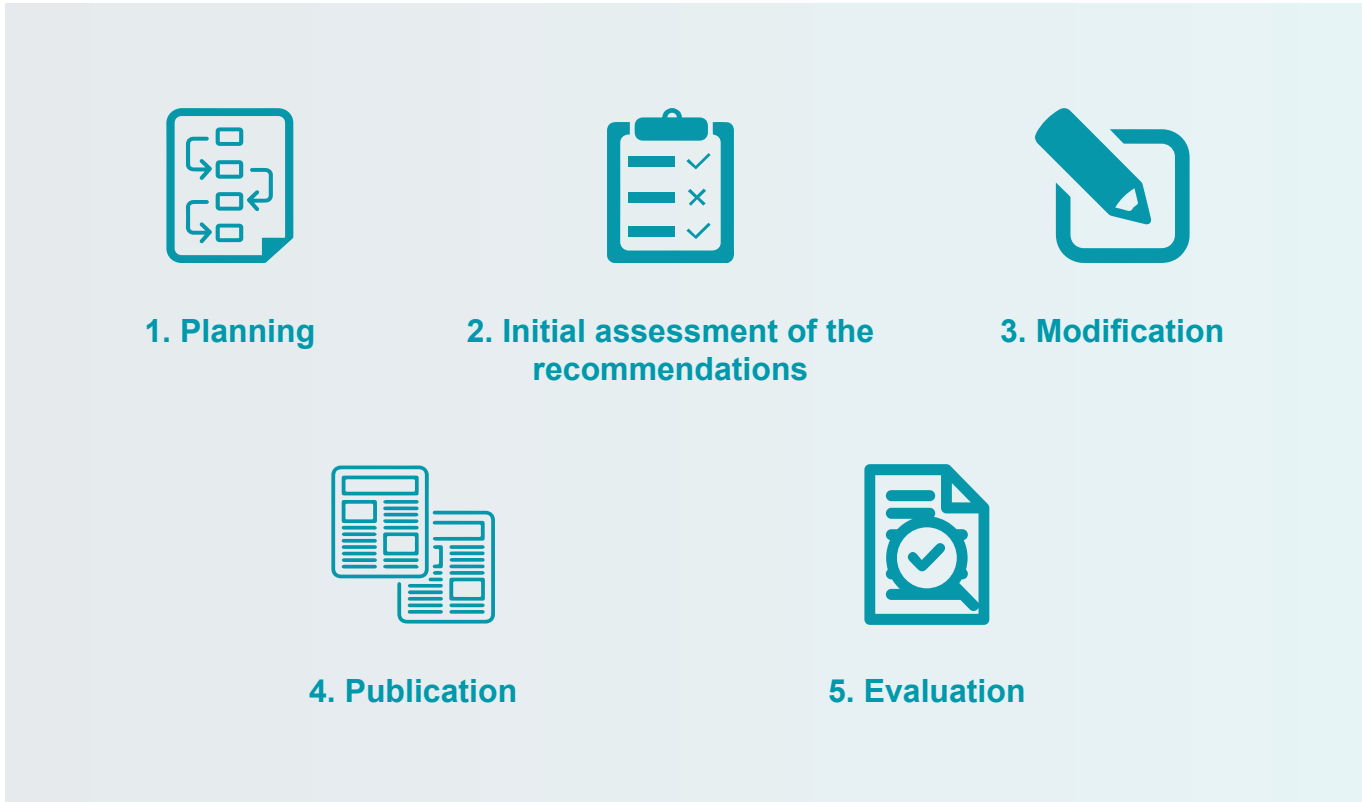 1. Planning
2. Initial assessment of the
recommendations
3. Modification
4. Publication
5. Evaluation